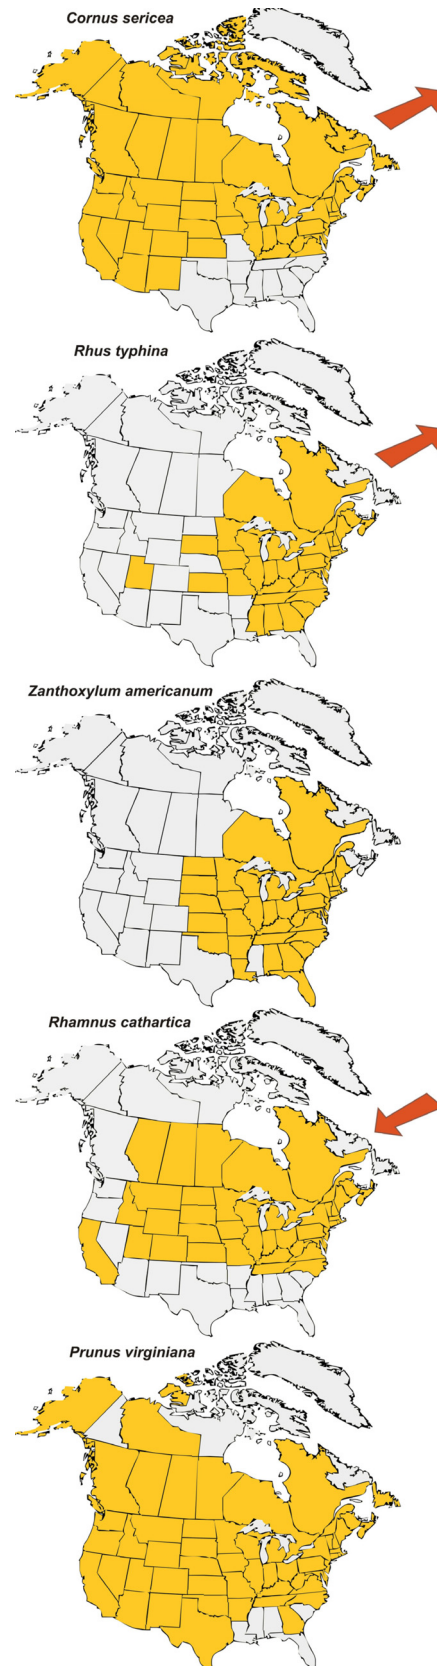 Cornus sericea
Rhus typhina
Zanthoxylum americanum
Rhamnus cathartica
Prunus virginiana